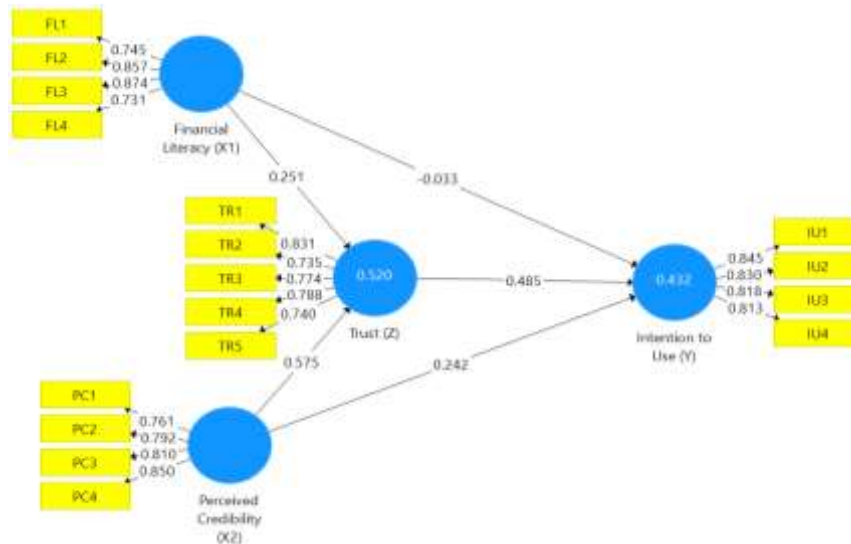 FL1
FL2
FL3
FL4
0.745
0.857
0.874
0.731
Financial
Literacy (X1)
0.251
-0.033
TR1
TR2
TR3
TR4
TR5
0.831
0.735
0.774
0.788
0.740
0.520
Trust (Z)
0.485
0.432
Intention to
Use (Y)
0.845
0.830
0.818
0.813
IU1
IU2
IU3
IU4
0.575
0.242
PC1
PC2
PC3
PC4
0.761
0.792
0.810
0.850
Perceived
Credibility
(X2)